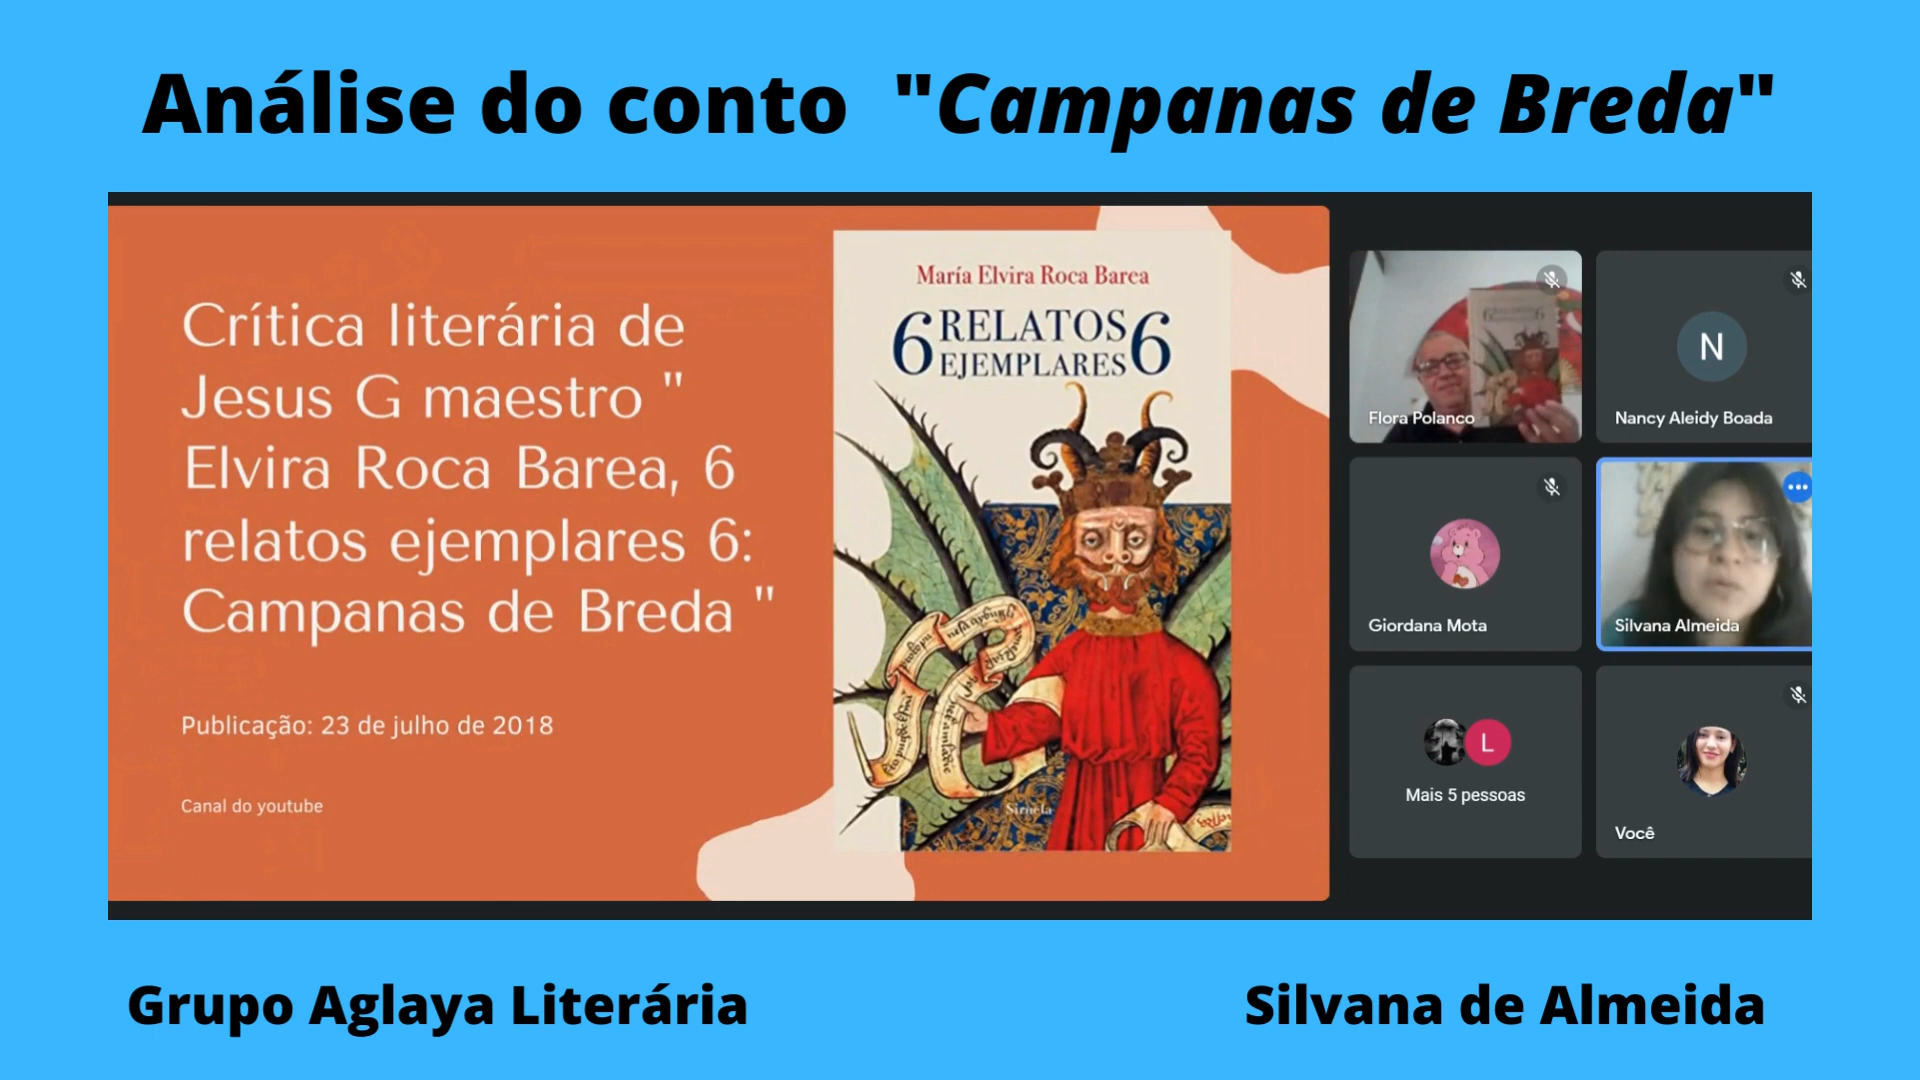 Análise do conto "Campanas de Breda"
Crítica literária de
Jesus G maestro "
Elvira Roca Barea, 6
relatos ejemplares 6:
Campanas de Breda "
Publicação: 23 de julho de 2018
Canal do youtube
María Elvira Roca Barea
6 RELATOS 6
EJEMPLARES
Siruela
Flora Polanco
N
Nancy Aleidy Boada
Giordana Mota
Silvana Almeida
L
Mais 5 pessoas
Você
Grupo Aglaya Literária
Silvana de Almeida